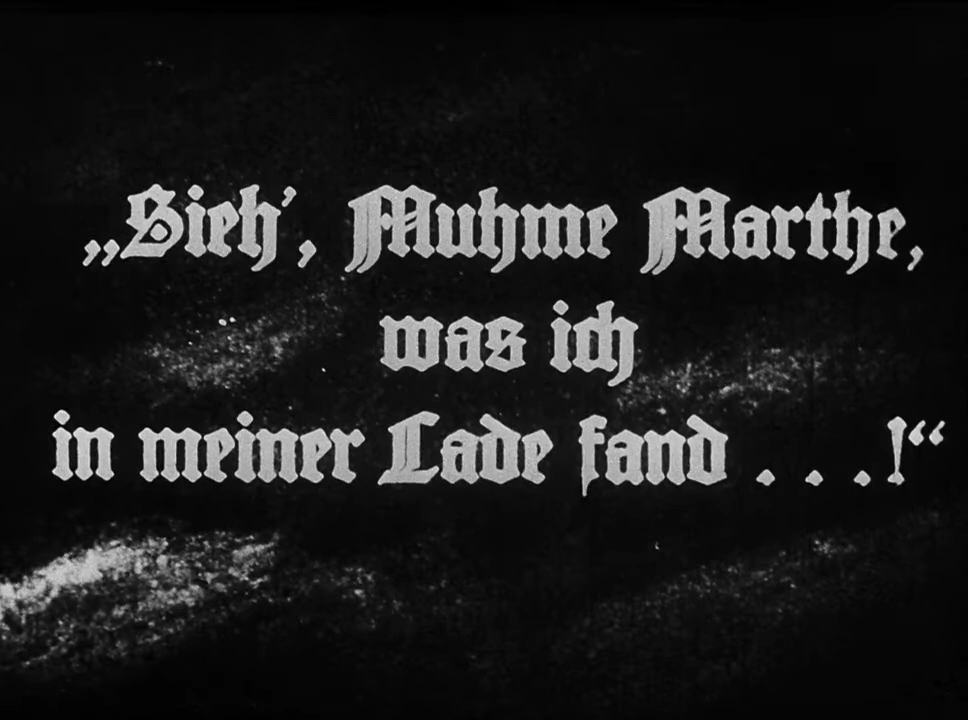 „Sieh’, Muhme Marthe,
was ich
in meiner Lade fand . . .!“